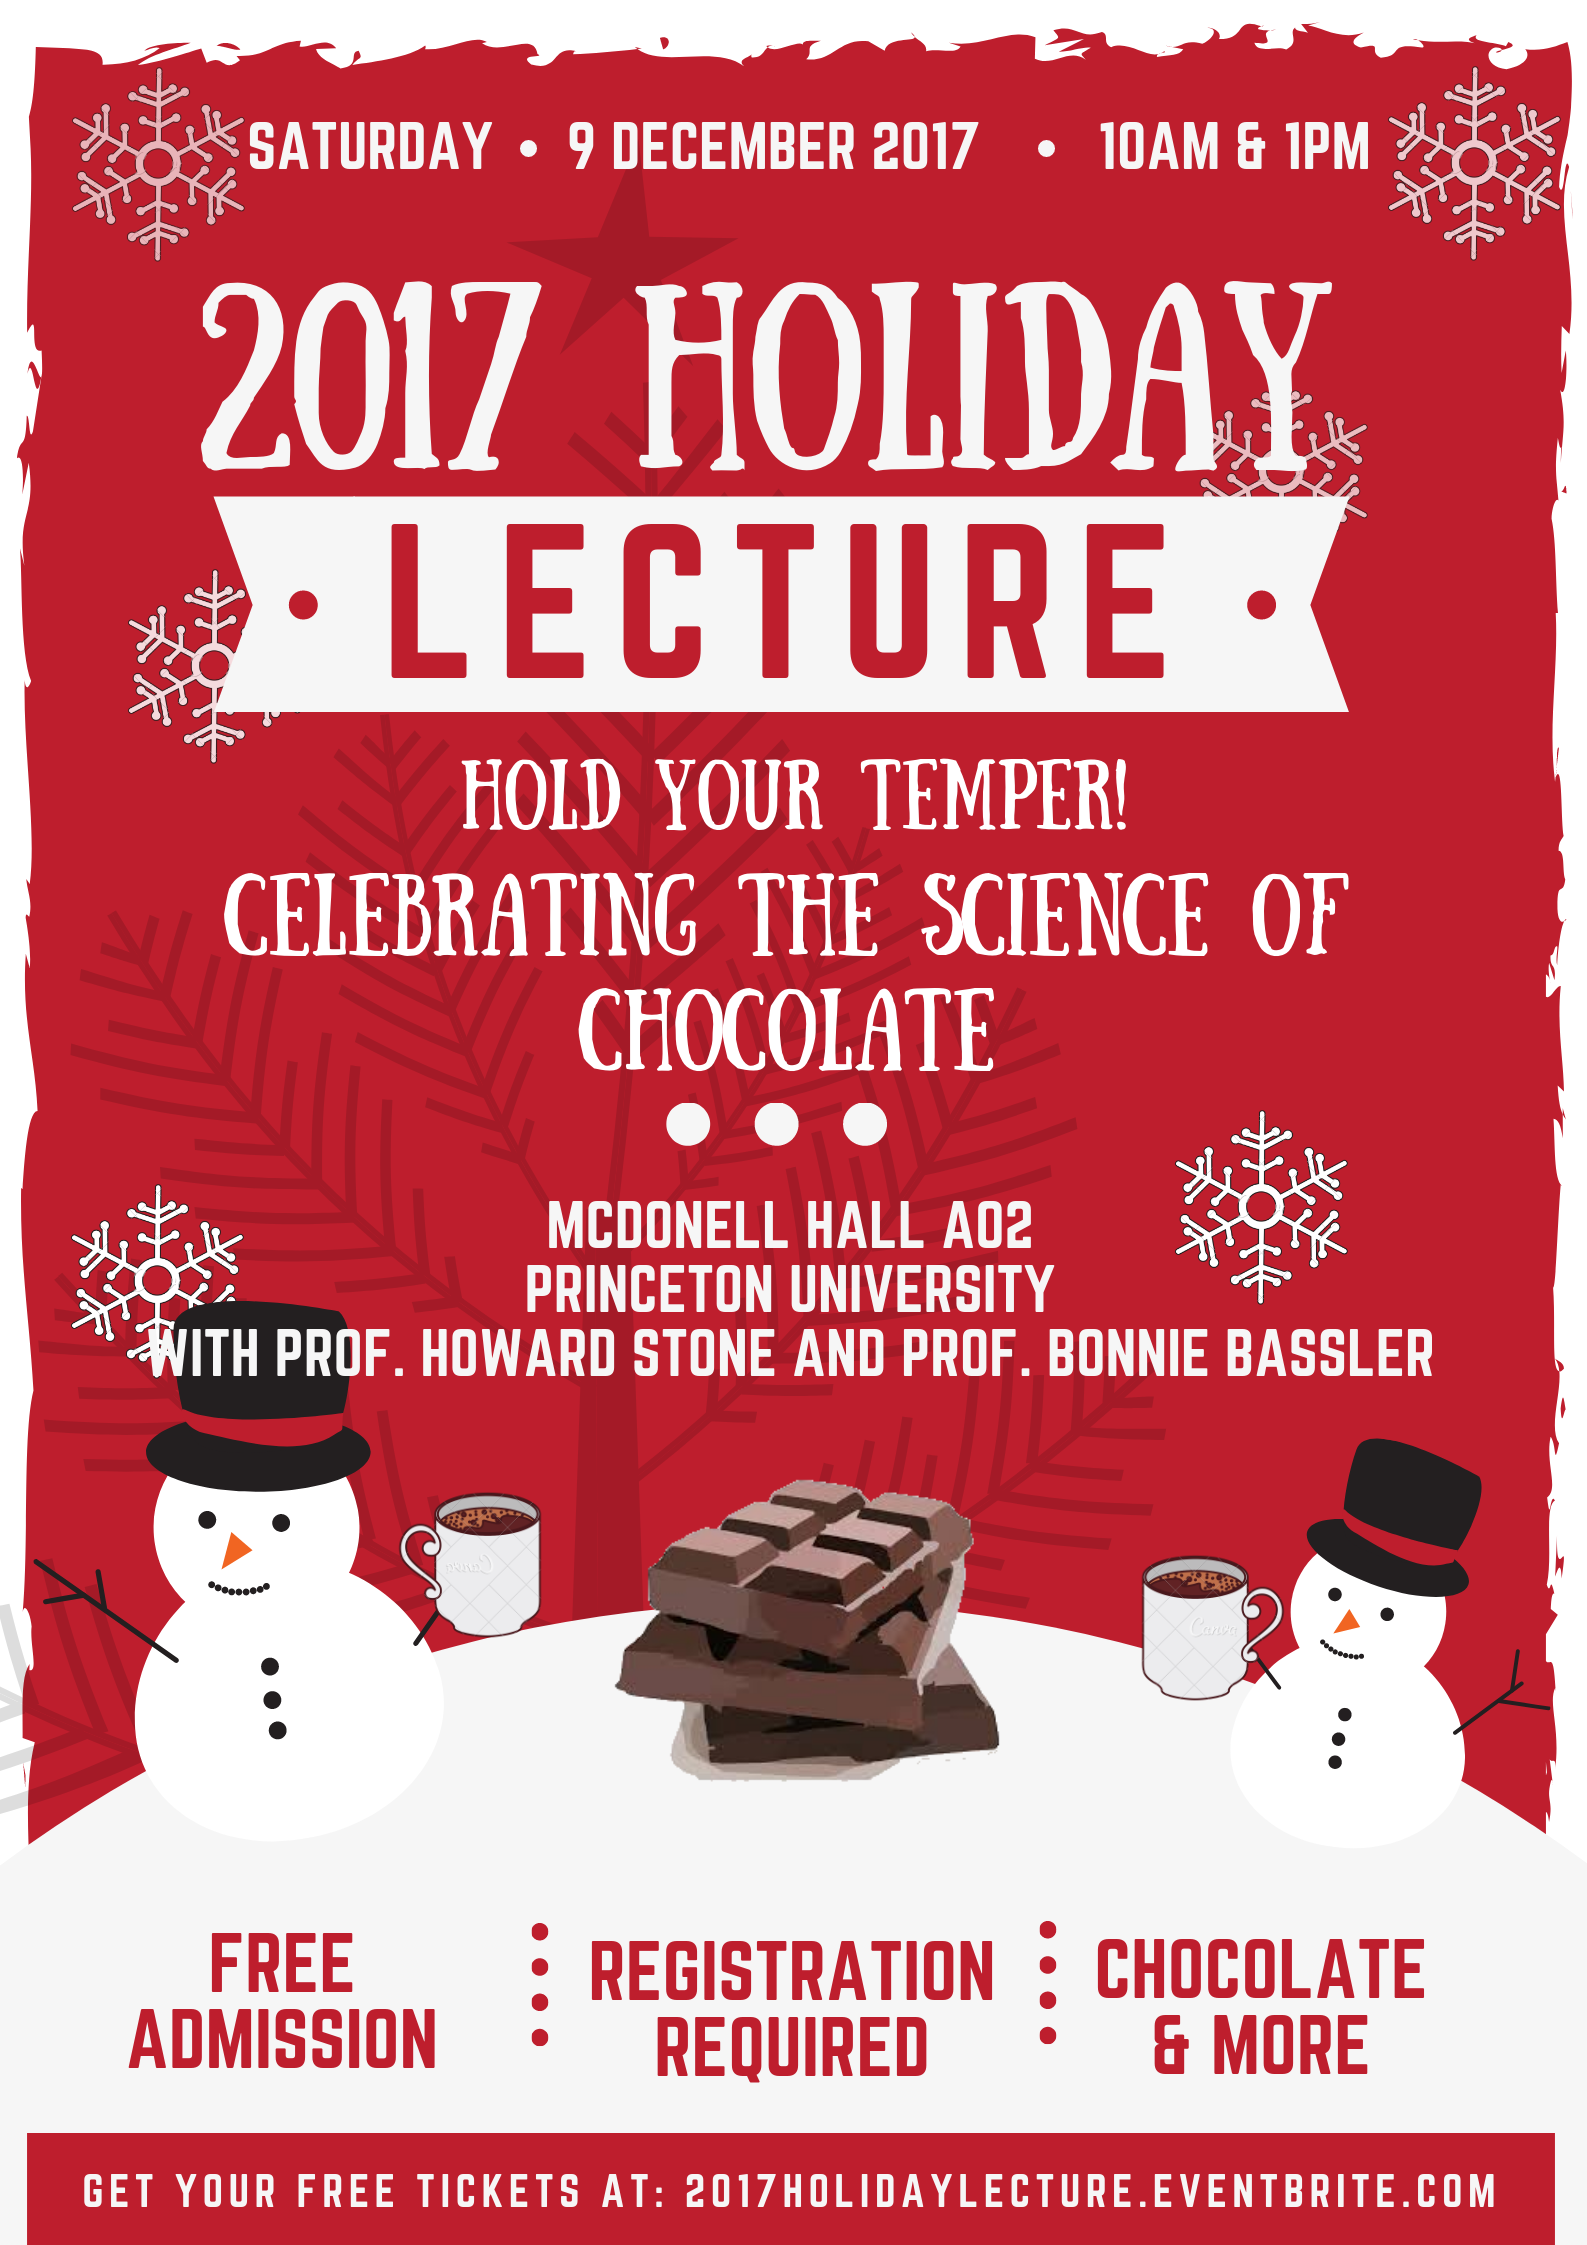 SATURDAY • 9 DECEMBER 2017 • 10AM & 1PM
2017 HOLIDAY
• LECTURE •
HOLD YOUR TEMPER!
CELEBRATING THE SCIENCE OF
CHOCOLATE
MCDONELL HALL A02
PRINCETON UNIVERSITY
WITH PROF. HOWARD STONE AND PROF. BONNIE BASSLER
Canva
Canva
FREE
ADMISSION
REGISTRATION
REQUIRED
CHOCOLATE
& MORE
GET YOUR FREE TICKETS AT: 2017HOLIDAYLECTURE.EVENTBRITE.COM